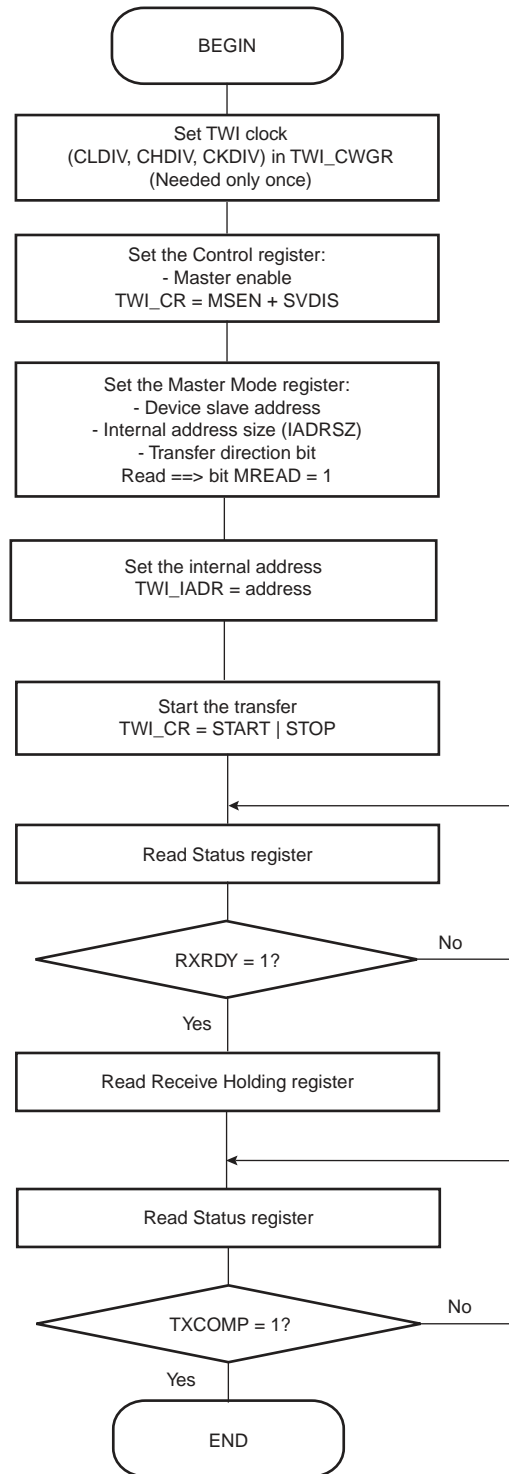 BEGIN
Set TWI clock
(CLDIV, CHDIV, CKDIV) in TWI_CWGR
(Needed only once)
Set the Control register:
- Master enable
TWI_CR = MSEN + SVDIS
Set the Master Mode register:
- Device slave address
- Internal address size (IADRSZ)
- Transfer direction bit
Read ==> bit MREAD = 1
Set the internal address
TWI_IADR = address
Start the transfer
TWI_CR = START | STOP
Read Status register
RXRDY = 1?
No
Yes
Read Receive Holding register
Read Status register
TXCOMP = 1?
No
Yes
END